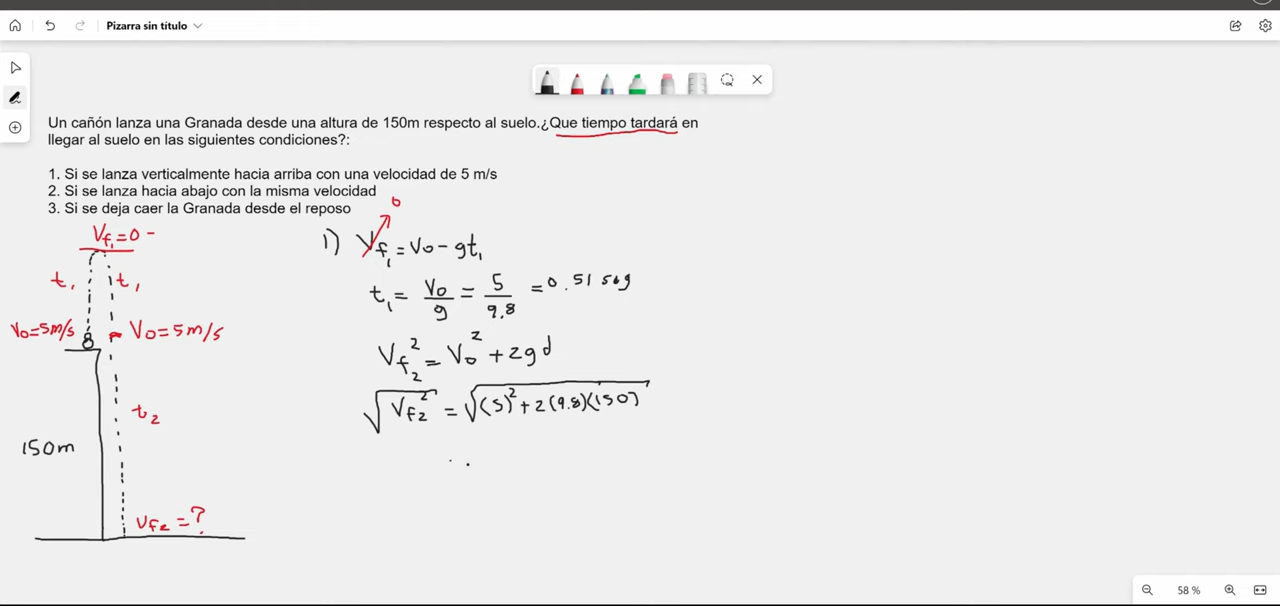 Pizarra sin título
Un cañón lanza una Granada desde una altura de 150m respecto al suelo.¿Que tiempo tardará en
llegar al suelo en las siguientes condiciones?:
1. Si se lanza verticalmente hacia arriba con una velocidad de 5 m/s
2. Si se lanza hacia abajo con la misma velocidad
3. Si se deja caer la Granada desde el reposo
Vf₁=0 -
t₁ t₁
Vo=5m/s Vo=5m/s
t₂
150m
Vf₂=?
0
1) Vf₁=Vo-gt₁
t₁= Vo/g = 5/9,8 =0.51 seg
Vf₂²=Vo²+2gd
√Vf₂² = √(5)²+2(9.8)(150)
58 %